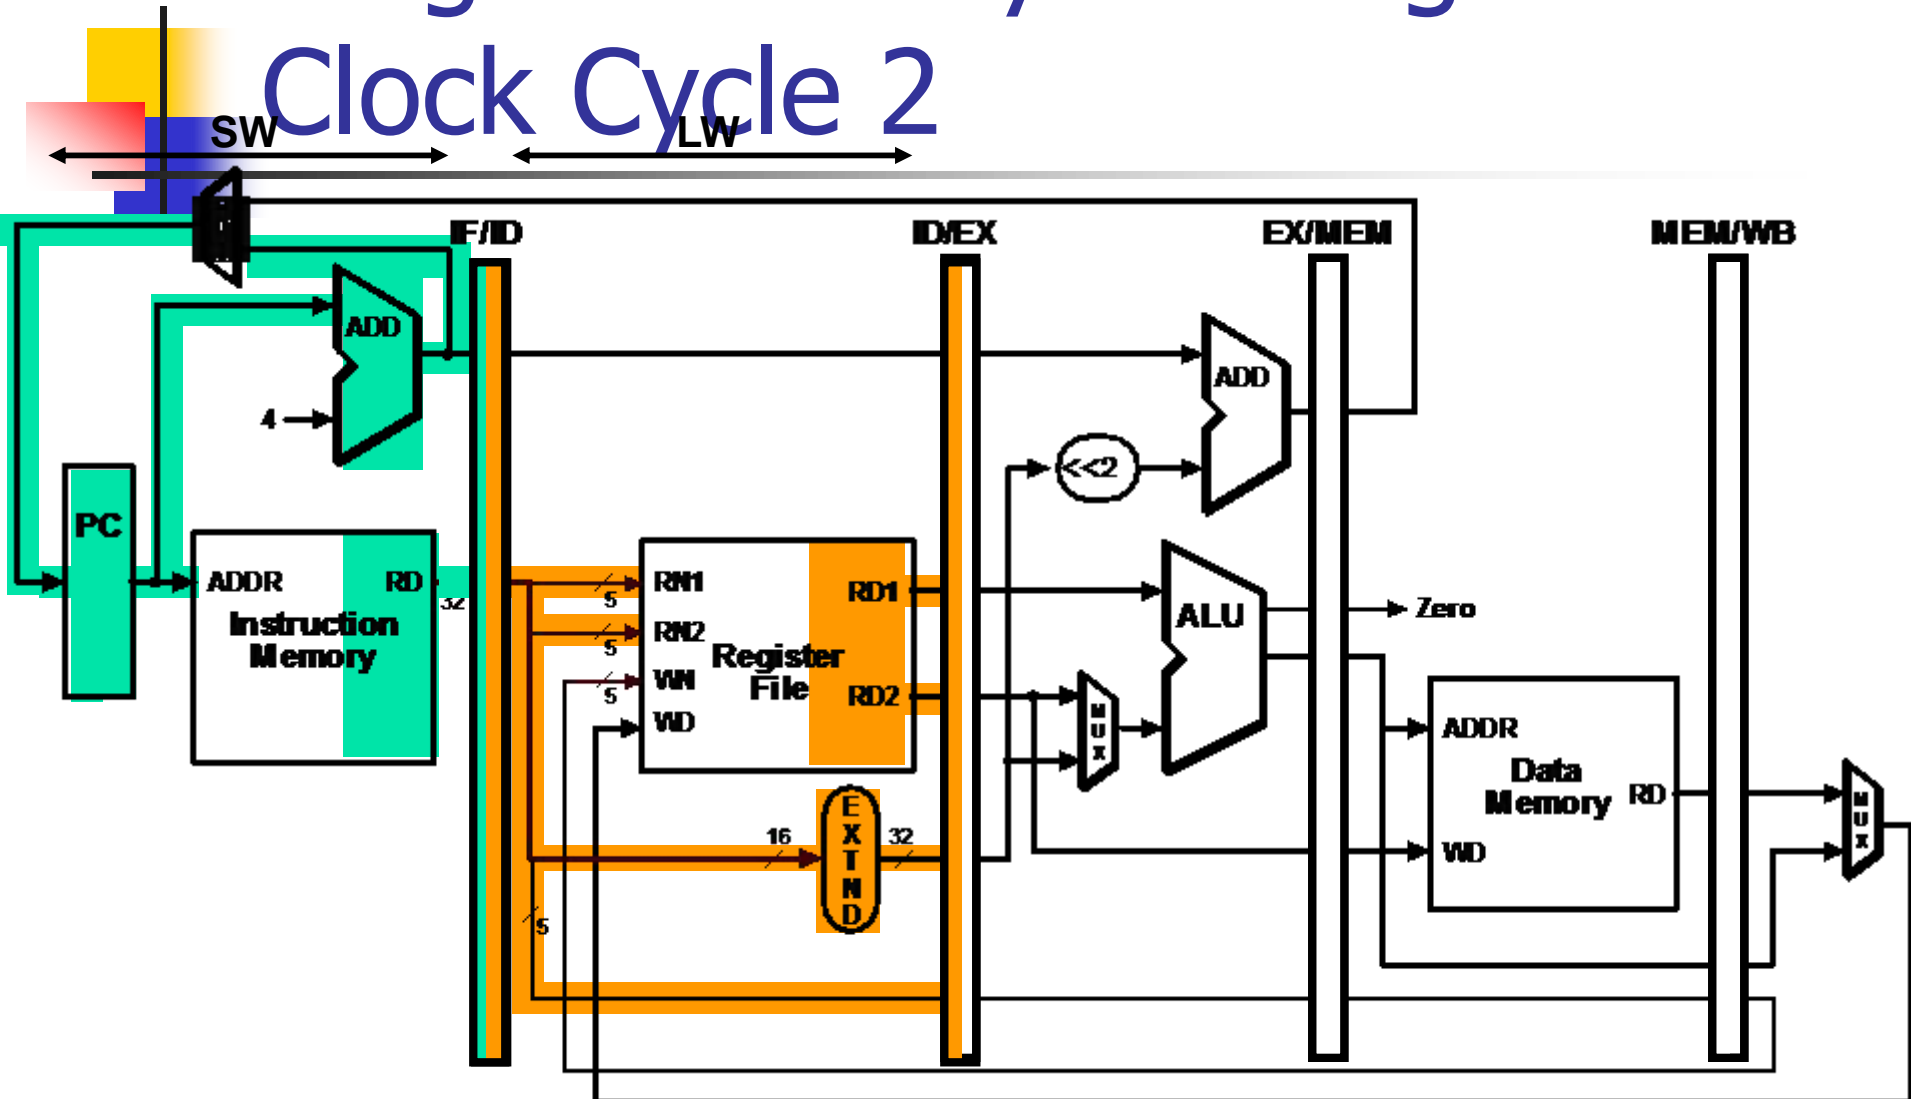 Clock Cycle 2
SW
LW
IF/ID
ID/EX
EX/MEM
MEM/WB
ADD
4
ADD
<<2
PC
ADDR
RD
32
Instruction
Memory
RN1
5
RN2
5
WN
5
WD
Register
File
RD1
RD2
16
EXTND
32
5
MUX
ALU
Zero
ADDR
Data
Memory
RD
WD
MUX